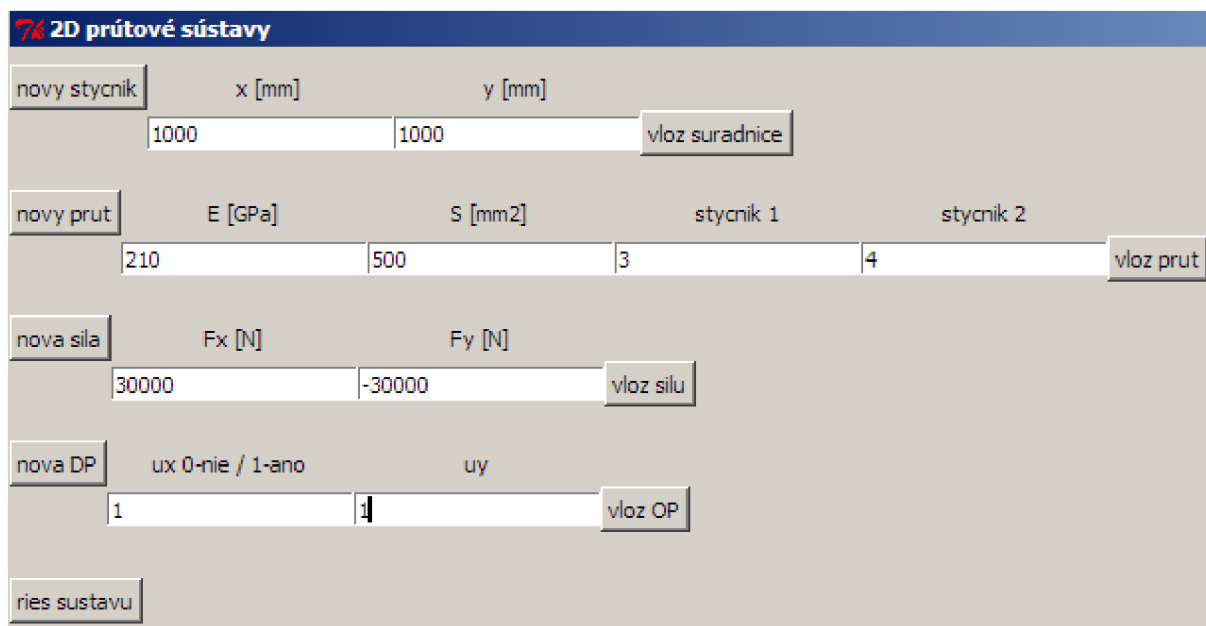 2D prútové sústavy
novy stycnik x [mm] y [mm]
1000 1000 vloz suradnice
novy prut E [GPa] S [mm2] stycnik 1 stycnik 2
210 500 3 4 vloz prut
nova sila Fx [N] Fy [N]
30000 -30000 vloz silu
nova DP ux 0-nie / 1-ano uy
1 1 vloz OP
ries sustavu